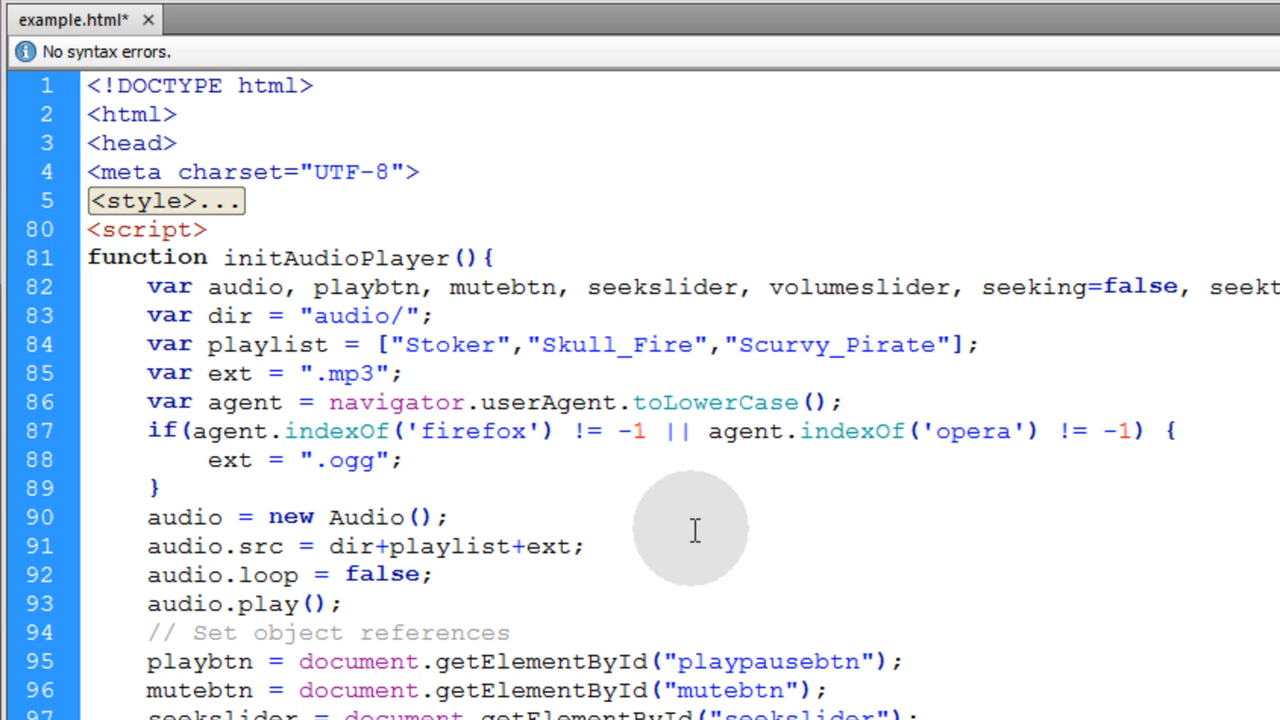 example.html* ×
No syntax errors.
1 <!DOCTYPE html>
2 <html>
3 <head>
4 <meta charset="UTF-8">
5 <style>...
80 <script>
81 function initAudioPlayer(){
82 var audio, playbtn, mutebtn, seekslider, volumeslider, seeking=false, seekt
83 var dir = "audio/";
84 var playlist = ["Stoker","Skull_Fire","Scurvy_Pirate"];
85 var ext = ".mp3";
86 var agent = navigator.userAgent.toLowerCase();
87 if(agent.indexOf('firefox') != -1 || agent.indexOf('opera') != -1) {
88 ext = ".ogg";
89 }
90 audio = new Audio();
91 audio.src = dir+playlist+ext;
92 audio.loop = false;
93 audio.play();
94 // Set object references
95 playbtn = document.getElementById("playpausebtn");
96 mutebtn = document.getElementById("mutebtn");
97 seekslider = document.getElementById("seekslider");